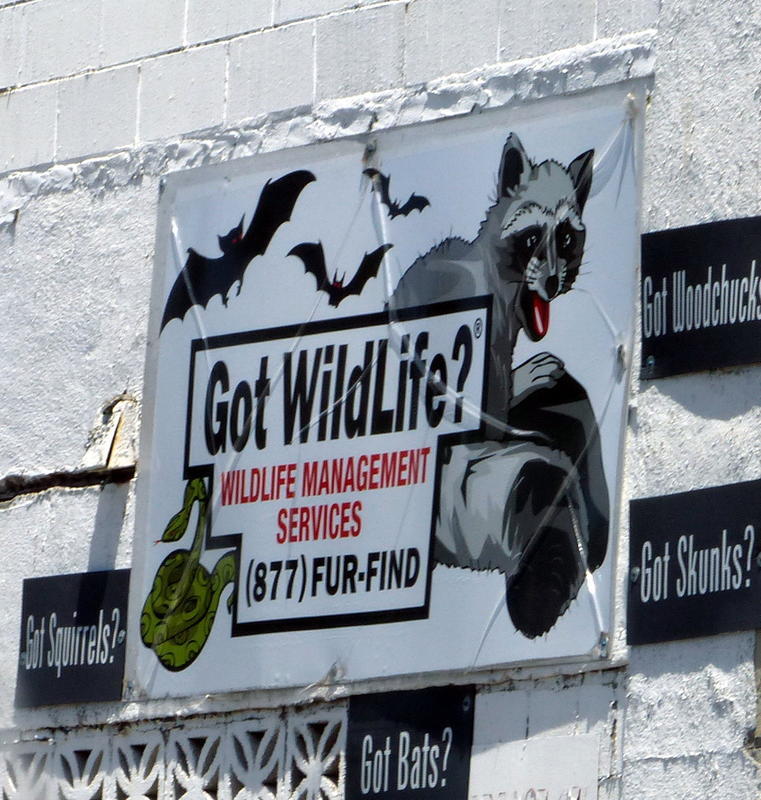 Got WildLife?®
WILDLIFE MANAGEMENT
SERVICES
(877) FUR-FIND
Got Woodchucks
Got Skunks?
Got Squirrels?
Got Bats?